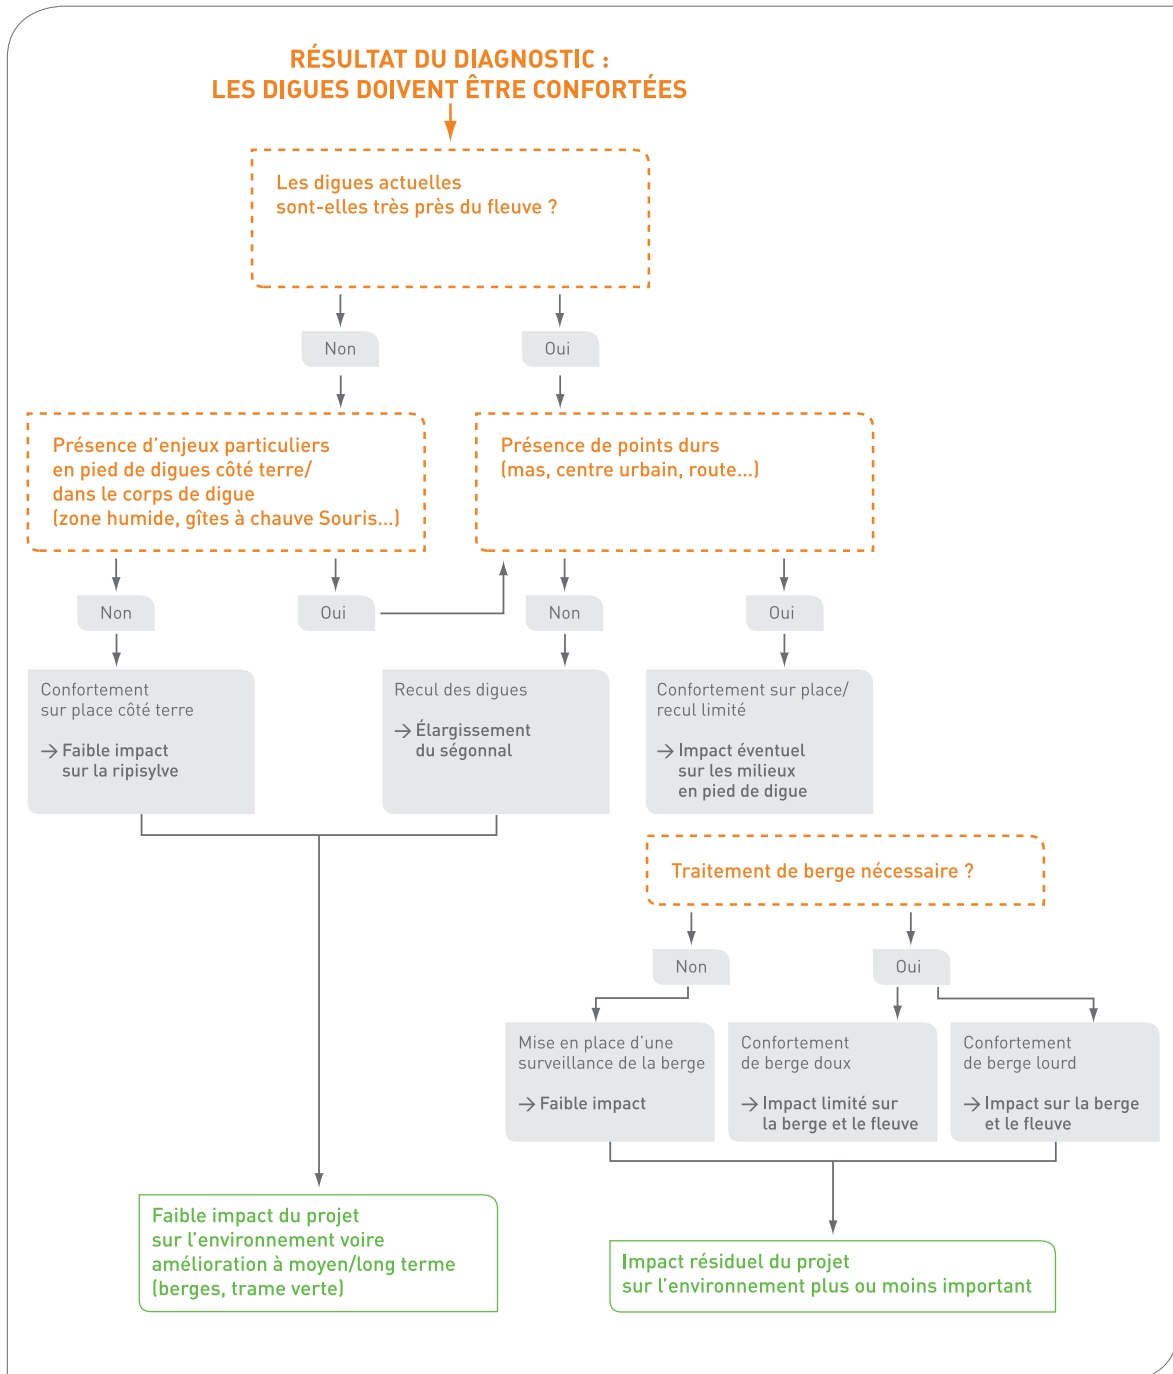 RÉSULTAT DU DIAGNOSTIC :
LES DIGUES DOIVENT ÊTRE CONFORTÉES
Les digues actuelles
sont-elles très près du fleuve ?
Non
Oui
Présence d'enjeux particuliers
en pied de digues côté terre/
dans le corps de digue
(zone humide, gîtes à chauve Souris...)
Présence de points durs
(mas, centre urbain, route...)
Non
Oui
Non
Oui
Confortement
sur place côté terre
→ Faible impact
sur la ripisylve
Recul des digues
→ Élargissement
du ségonnal
Confortement sur place/
recul limité
→ Impact éventuel
sur les milieux
en pied de digue
Traitement de berge nécessaire ?
Non
Oui
Mise en place d'une
surveillance de la berge
→ Faible impact
Confortement
de berge doux
→ Impact limité sur
la berge et le fleuve
Confortement
de berge lourd
→ Impact sur la berge
et le fleuve
Faible impact du projet
sur l'environnement voire
amélioration à moyen/long terme
(berges, trame verte)
Impact résiduel du projet
sur l'environnement plus ou moins important